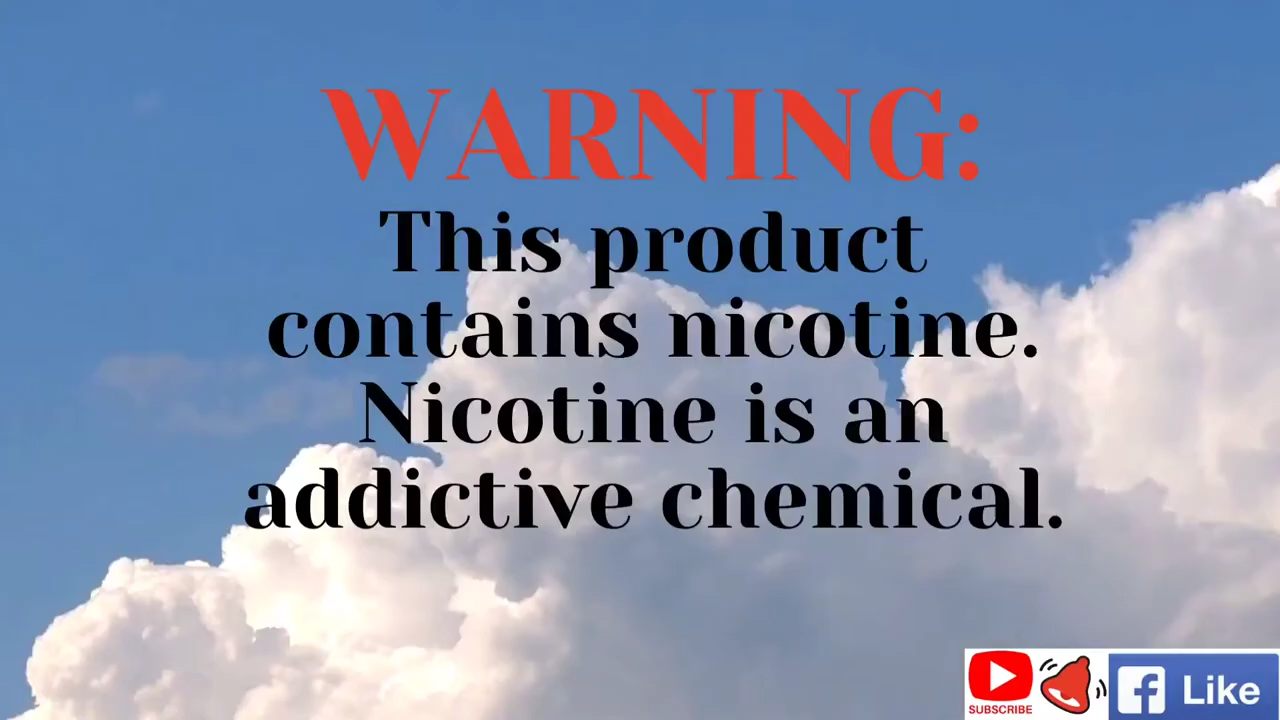 WARNING:
This product
contains nicotine.
Nicotine is an
addictive chemical.
SUBSCRIBE
f Like